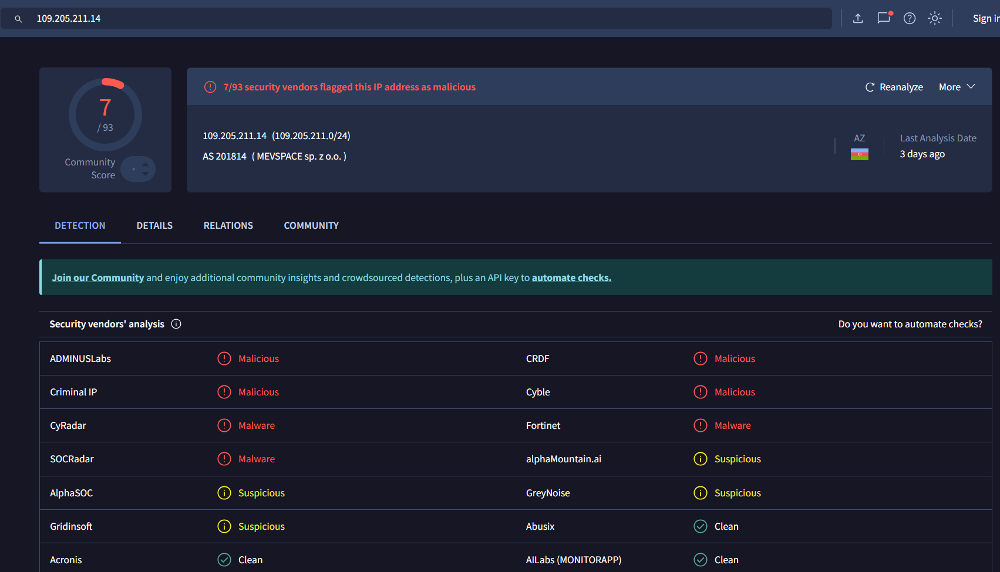 109.205.211.14
Sign in
7
/ 93
Community
Score
7/93 security vendors flagged this IP address as malicious
Reanalyze
More
109.205.211.14 (109.205.211.0/24)
AS 201814 ( MEVSPACE sp. z o.o. )
AZ
Last Analysis Date
3 days ago
DETECTION
DETAILS
RELATIONS
COMMUNITY
Join our Community and enjoy additional community insights and crowdsourced detections, plus an API key to automate checks.
Security vendors' analysis
Do you want to automate checks?
ADMINUSLabs Malicious CRDF Malicious
Criminal IP Malicious Cyble Malicious
CyRadar Malware Fortinet Malware
SOCRadar Malware alphaMountain.ai Suspicious
AlphaSOC Suspicious GreyNoise Suspicious
Gridinsoft Suspicious Abusix Clean
Acronis Clean AILabs (MONITORAPP) Clean